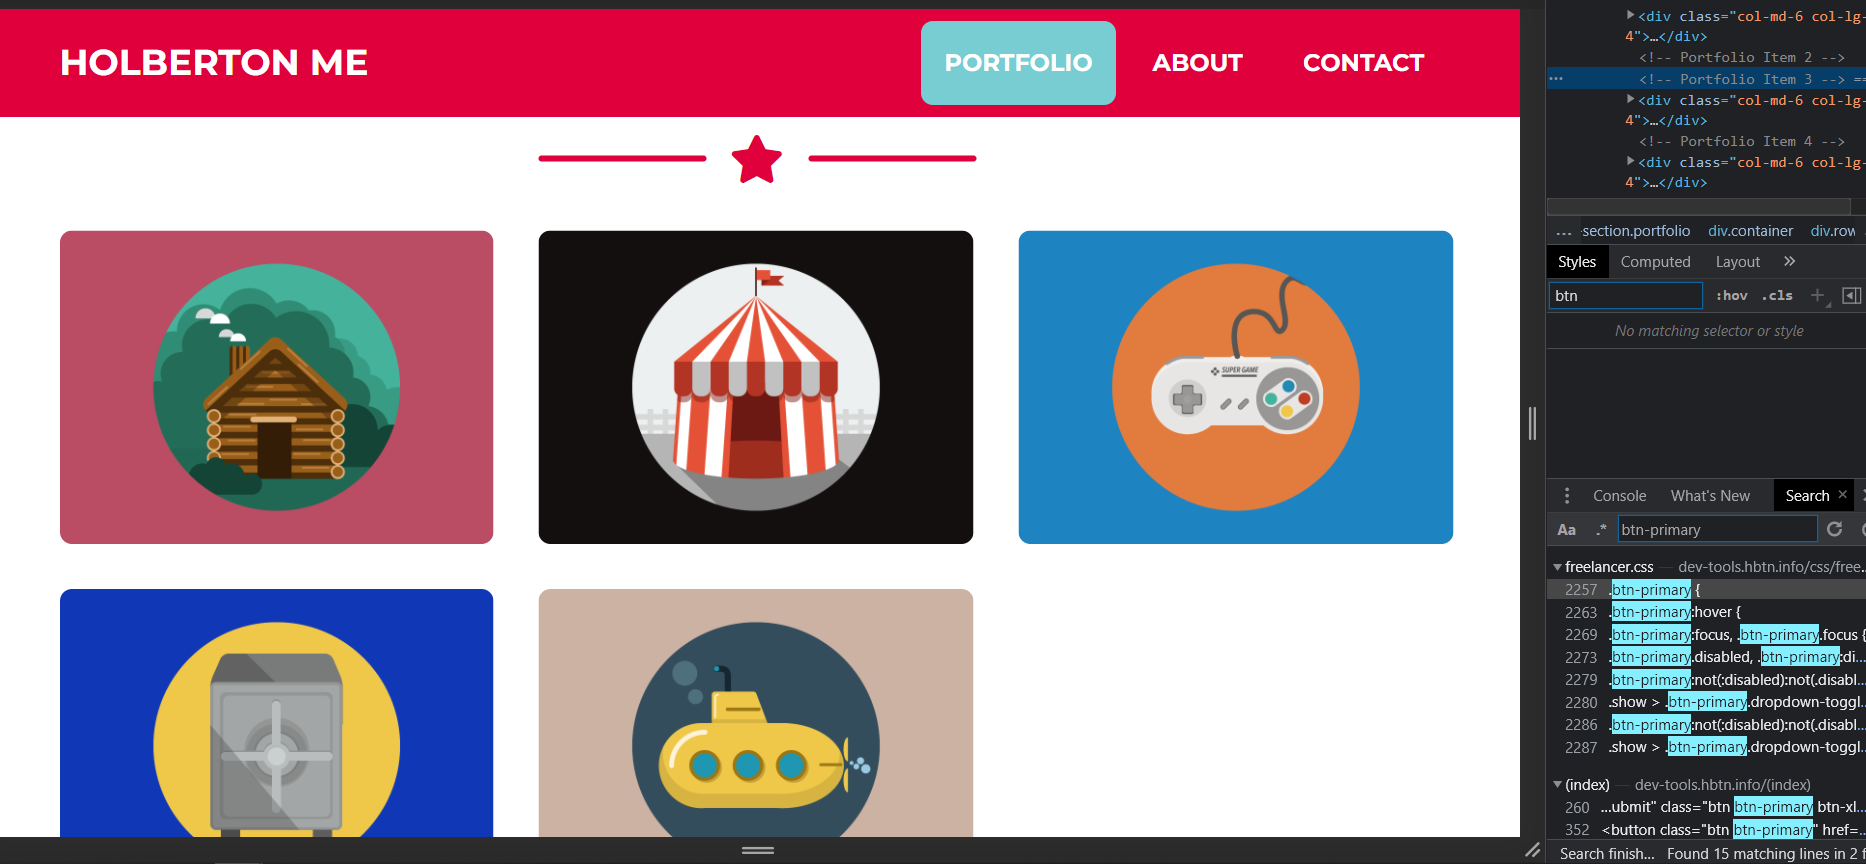 HOLBERTON ME
PORTFOLIO
ABOUT
CONTACT
SUPER GAME
<div class="col-md-6 col-lg-
4">…</div>
<!-- Portfolio Item 2 -->
<!-- Portfolio Item 3 --> ==
<div class="col-md-6 col-lg-
4">…</div>
<!-- Portfolio Item 4 -->
<div class="col-md-6 col-lg-
4">…</div>
... section.portfolio div.container div.row
Styles Computed Layout »
btn :hov .cls +
No matching selector or style
Console What's New Search ×
Aa .* btn-primary
freelancer.css — dev-tools.hbtn.info/css/free...
2257 .btn-primary {
2263 .btn-primary:hover {
2269 .btn-primary:focus, .btn-primary.focus {
2273 .btn-primary.disabled, .btn-primary:di...
2279 .btn-primary:not(:disabled):not(.disabl...
2280 .show > .btn-primary.dropdown-toggl...
2286 .btn-primary:not(:disabled):not(.disabl...
2287 .show > .btn-primary.dropdown-toggl...
(index) — dev-tools.hbtn.info/(index)
260 ...ubmit" class="btn btn-primary btn-xl...
352 <button class="btn btn-primary" href=...
Search finish... Found 15 matching lines in 2 f